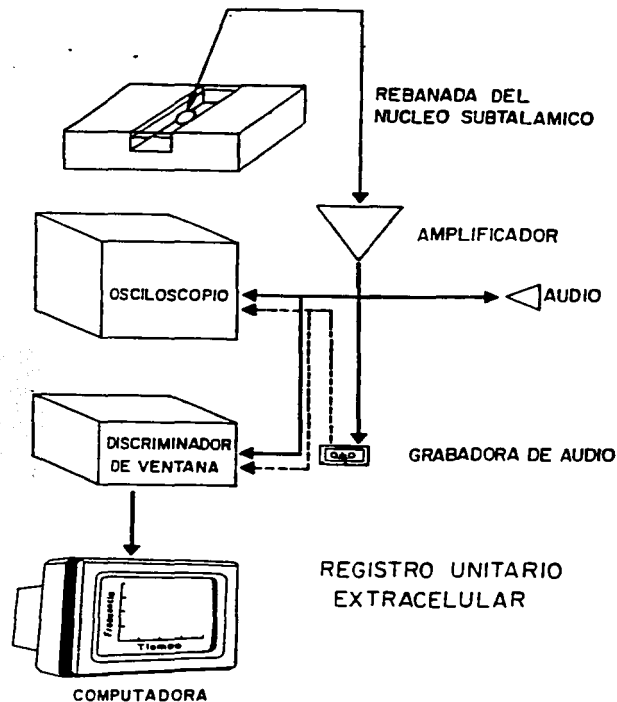 REBANADA DEL
NUCLEO SUBTALAMICO
AMPLIFICADOR
OSCILOSCOPIO
AUDIO
DISCRIMINADOR
DE VENTANA
GRABADORA DE AUDIO
REGISTRO UNITARIO
EXTRACELULAR
Frecuencia
Tiempo
COMPUTADORA